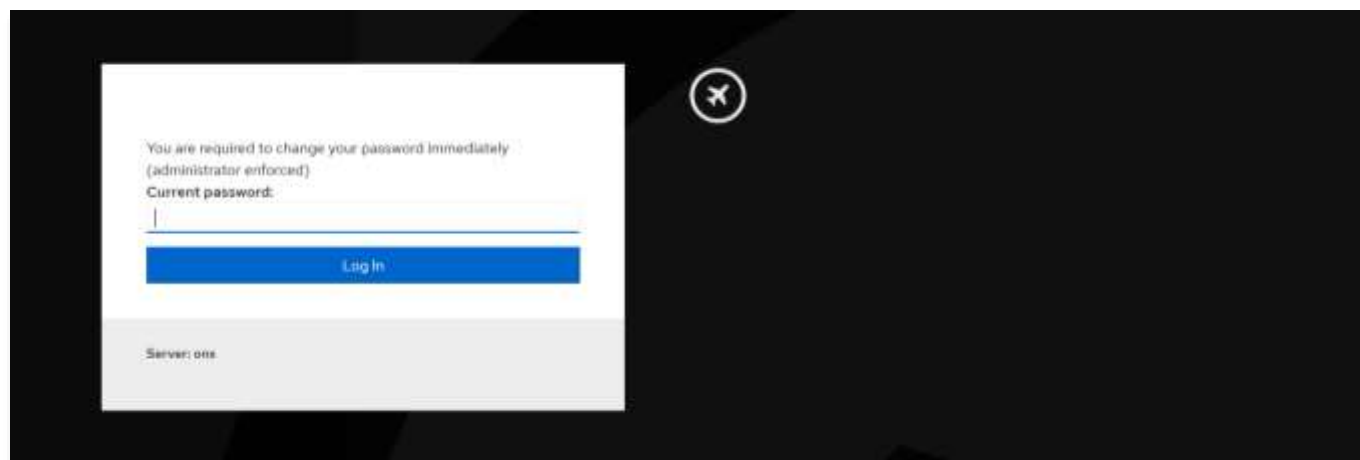 You are required to change your password immediately
(administrator enforced)
Current password:
Log In
Server: ons